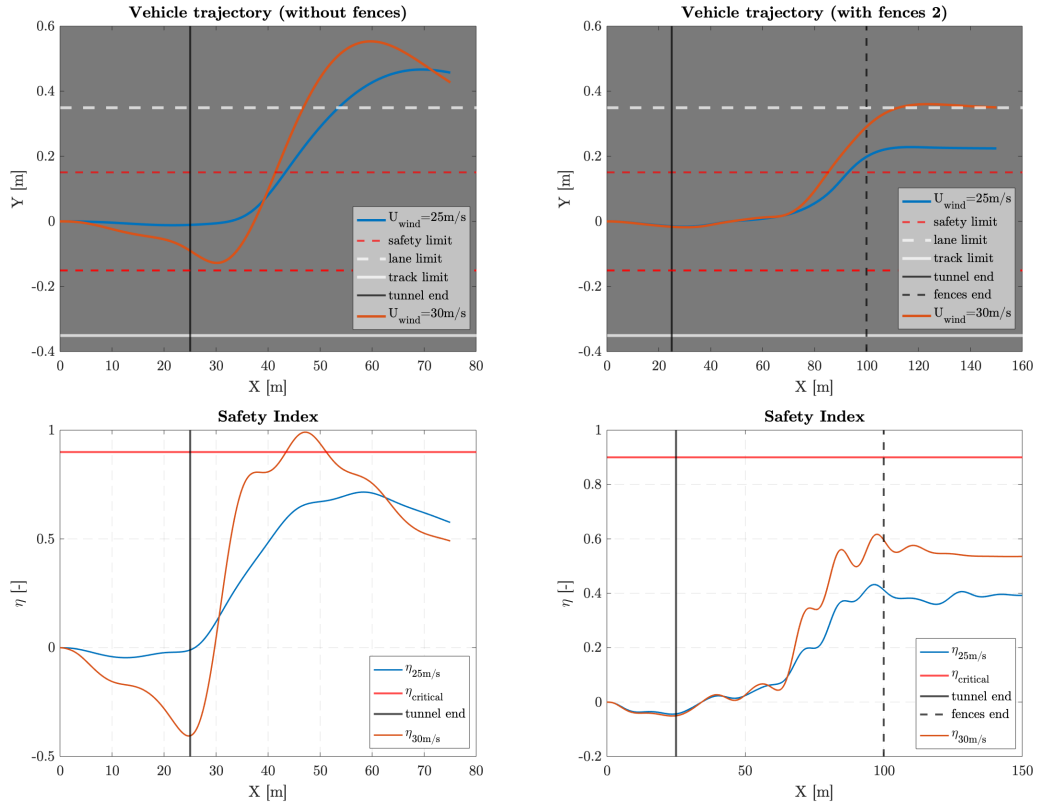 Vehicle trajectory (without fences)
0.6
0.4
0.2
0
-0.2
-0.4
Y [m]
0 10 20 30 40 50 60 70 80
X [m]
U_wind=25m/s
safety limit
lane limit
track limit
tunnel end
U_wind=30m/s
Vehicle trajectory (with fences 2)
0.6
0.4
0.2
0
-0.2
-0.4
Y [m]
0 20 40 60 80 100 120 140 160
X [m]
U_wind=25m/s
safety limit
lane limit
track limit
tunnel end
fences end
U_wind=30m/s
Safety Index
1
0.5
0
-0.5
η [-]
0 10 20 30 40 50 60 70 80
X [m]
η_25m/s
η_critical
tunnel end
η_30m/s
Safety Index
1
0.8
0.6
0.4
0.2
0
-0.2
η [-]
0 50 100 150
X [m]
η_25m/s
η_critical
tunnel end
fences end
η_30m/s